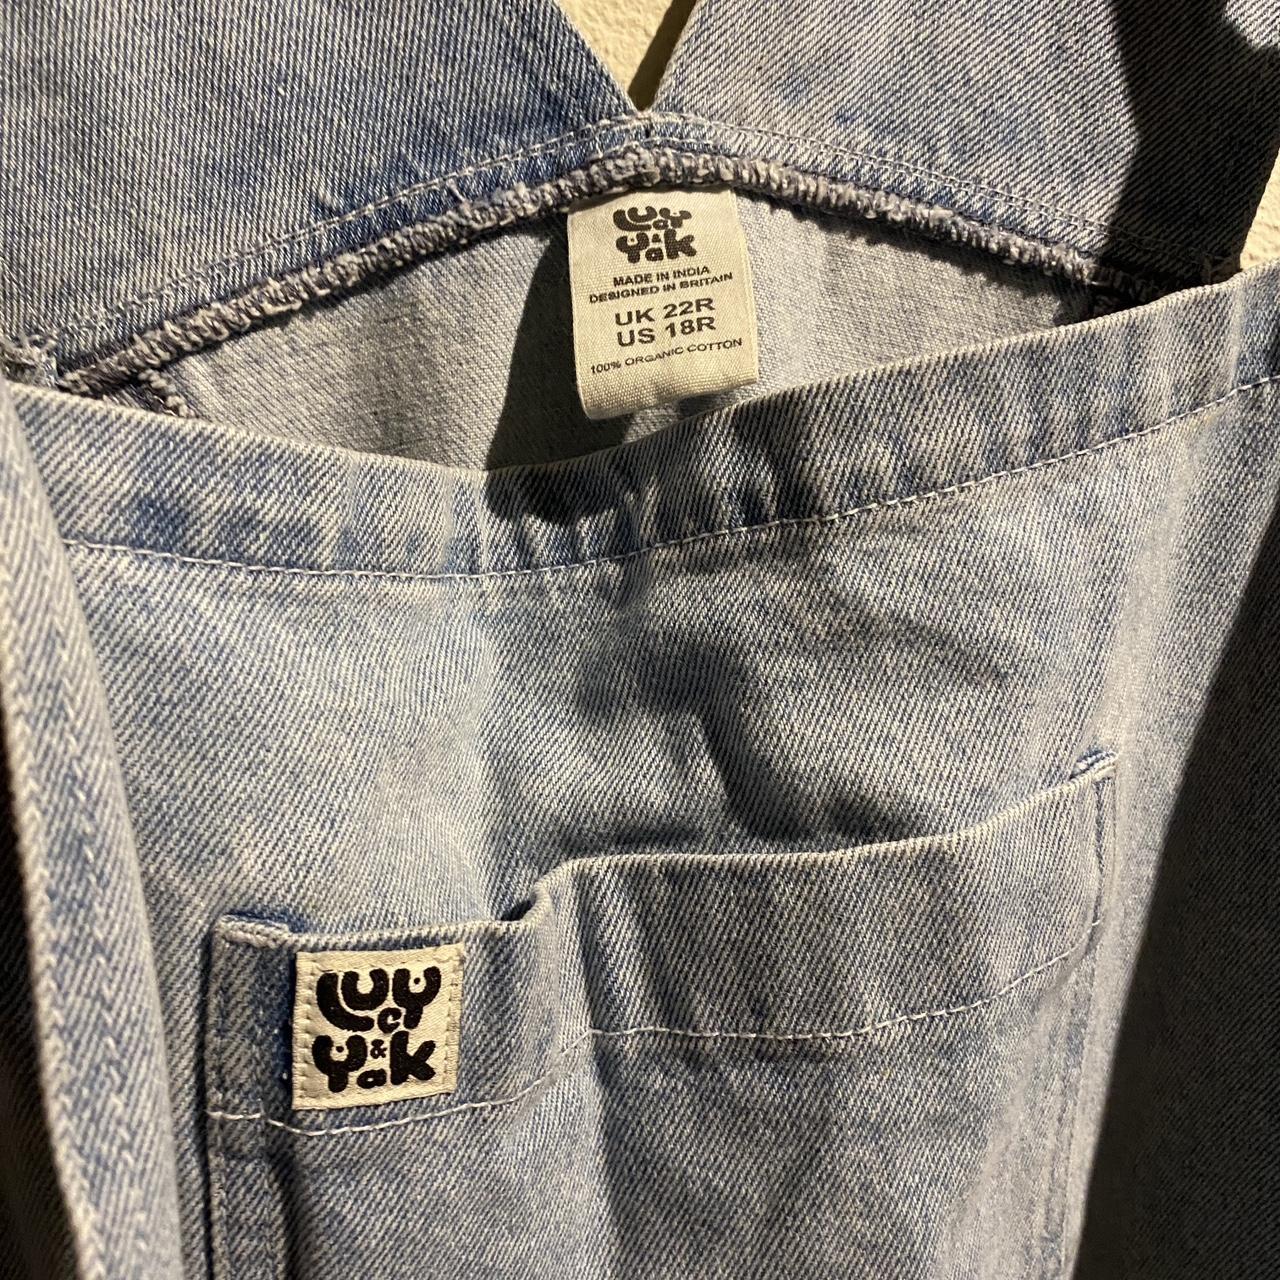 Lucy
& Yak
MADE IN INDIA
DESIGNED IN BRITAIN
UK 22R
US 18R
100% ORGANIC COTTON
Lucy
& Yak